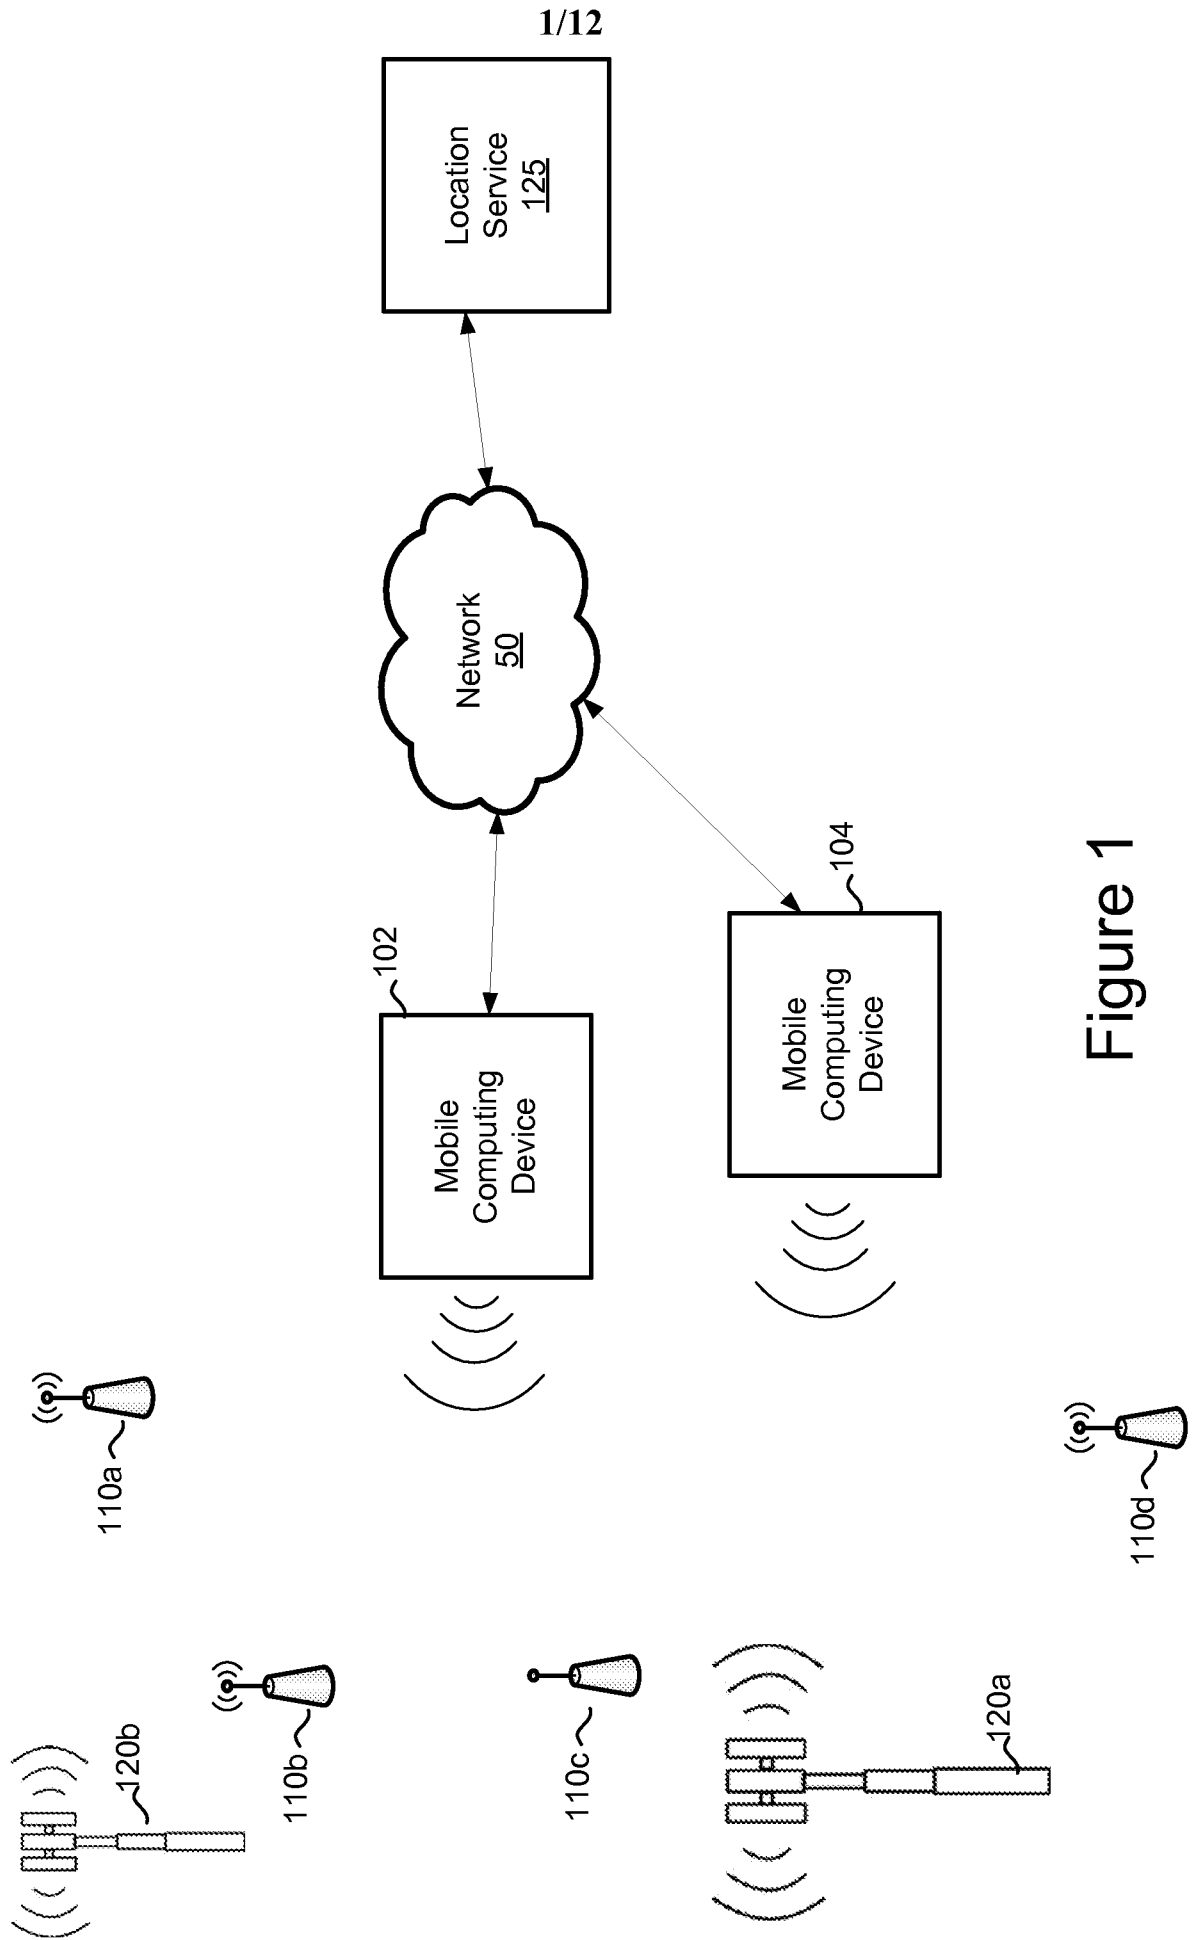 1/12
120b
110a
110b
Mobile
Computing
Device
102
Network
50
Location
Service
125
110c
120a
Mobile
Computing
Device
104
110d
Figure 1